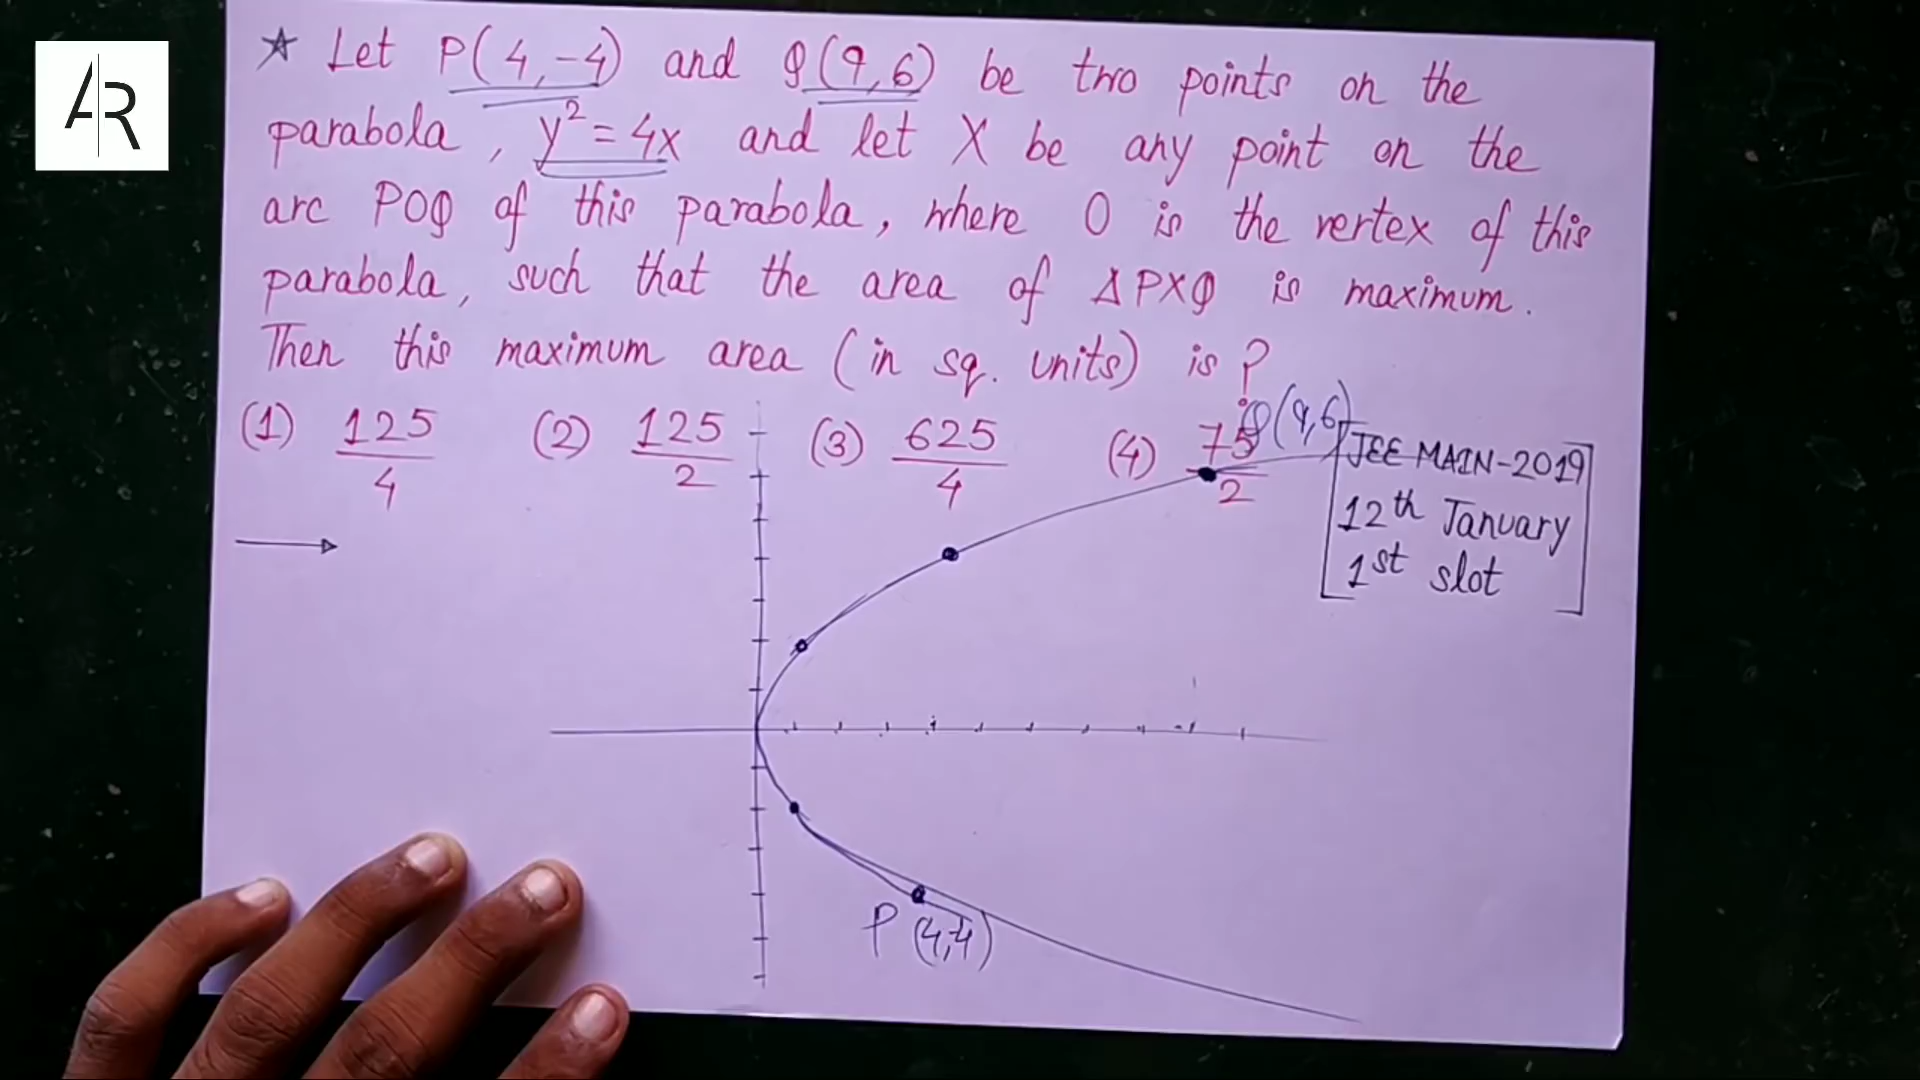 AR
☆ Let P(4,-4) and Q(9,6) be two points on the
parabola, y² = 4x and let X be any point on the
arc POQ of this parabola, where O is the vertex of this
parabola, such that the area of ΔPXQ is maximum.
Then this maximum area (in sq. units) is?
(1) 125/4 (2) 125/2 (3) 625/4 (4) 75/2
Q(9,6)
[JEE MAIN-2019
12th January
1st slot]
P(4,-4)